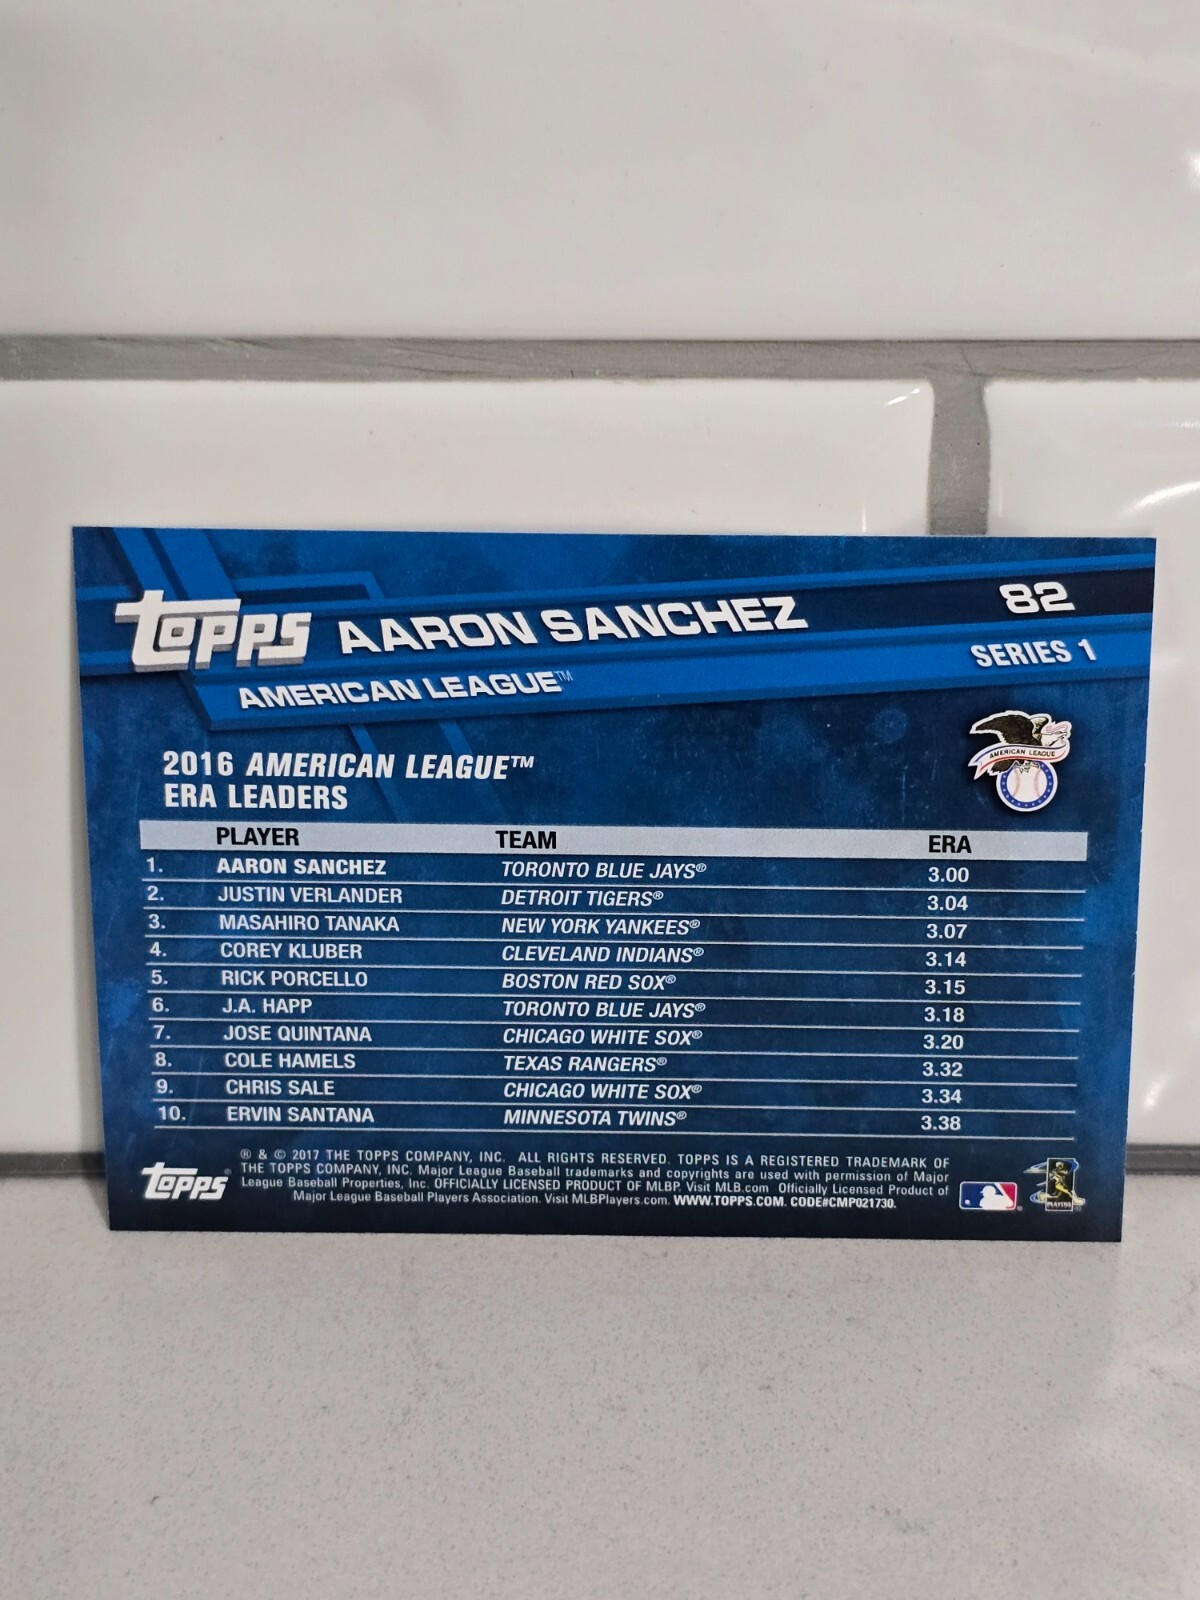 topps AARON SANCHEZ 82
AMERICAN LEAGUE™ SERIES 1
AMERICAN LEAGUE
2016 AMERICAN LEAGUE™
ERA LEADERS
PLAYER TEAM ERA
1. AARON SANCHEZ TORONTO BLUE JAYS® 3.00
2. JUSTIN VERLANDER DETROIT TIGERS® 3.04
3. MASAHIRO TANAKA NEW YORK YANKEES® 3.07
4. COREY KLUBER CLEVELAND INDIANS® 3.14
5. RICK PORCELLO BOSTON RED SOX® 3.15
6. J.A. HAPP TORONTO BLUE JAYS® 3.18
7. JOSE QUINTANA CHICAGO WHITE SOX® 3.20
8. COLE HAMELS TEXAS RANGERS® 3.32
9. CHRIS SALE CHICAGO WHITE SOX® 3.34
10. ERVIN SANTANA MINNESOTA TWINS® 3.38
® & © 2017 THE TOPPS COMPANY, INC. ALL RIGHTS RESERVED. TOPPS IS A REGISTERED TRADEMARK OF
THE TOPPS COMPANY, INC. Major League Baseball trademarks and copyrights are used with permission of Major
League Baseball Properties, Inc. OFFICIALLY LICENSED PRODUCT OF MLBP. Visit MLB.com Officially Licensed Product of
Major League Baseball Players Association. Visit MLBPlayers.com. WWW.TOPPS.COM. CODE#CMP021730.
topps®
PLAYERS